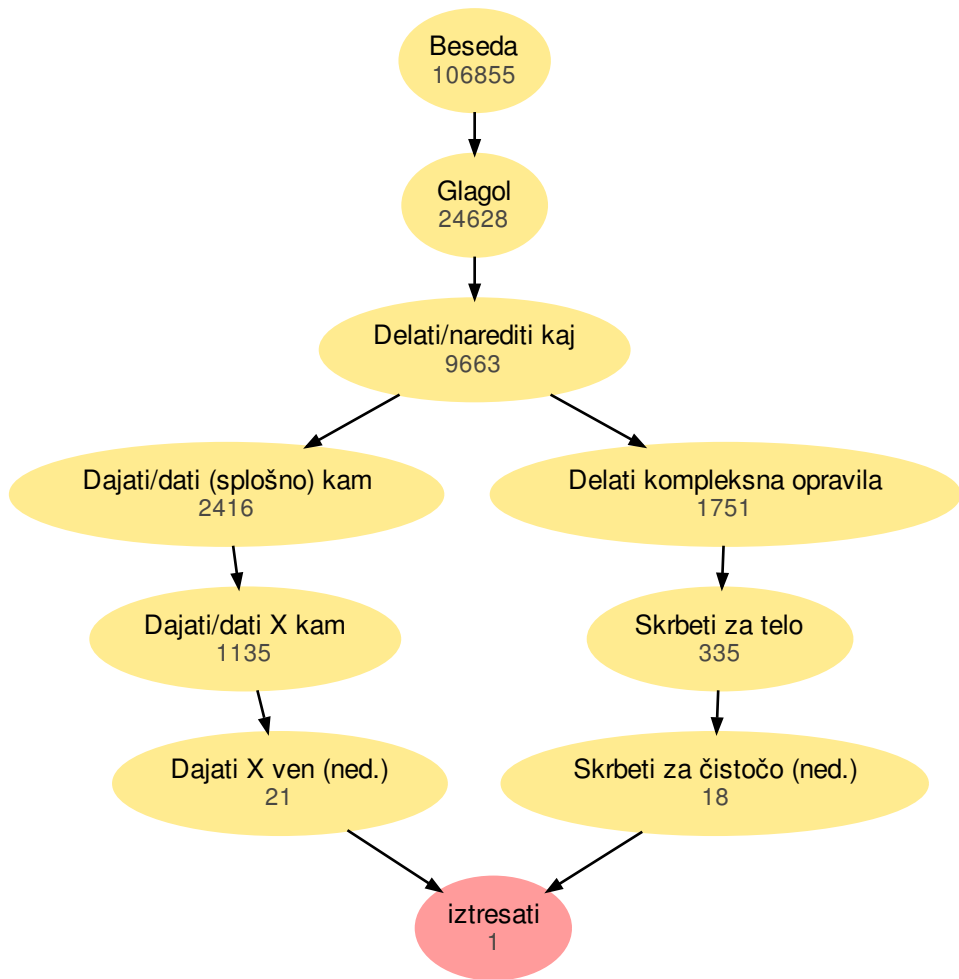 Beseda
106855
Glagol
24628
Delati/narediti kaj
9663
Dajati/dati (splošno) kam
2416
Delati kompleksna opravila
1751
Dajati/dati X kam
1135
Skrbeti za telo
335
Dajati X ven (ned.)
21
Skrbeti za čistočo (ned.)
18
iztresati
1